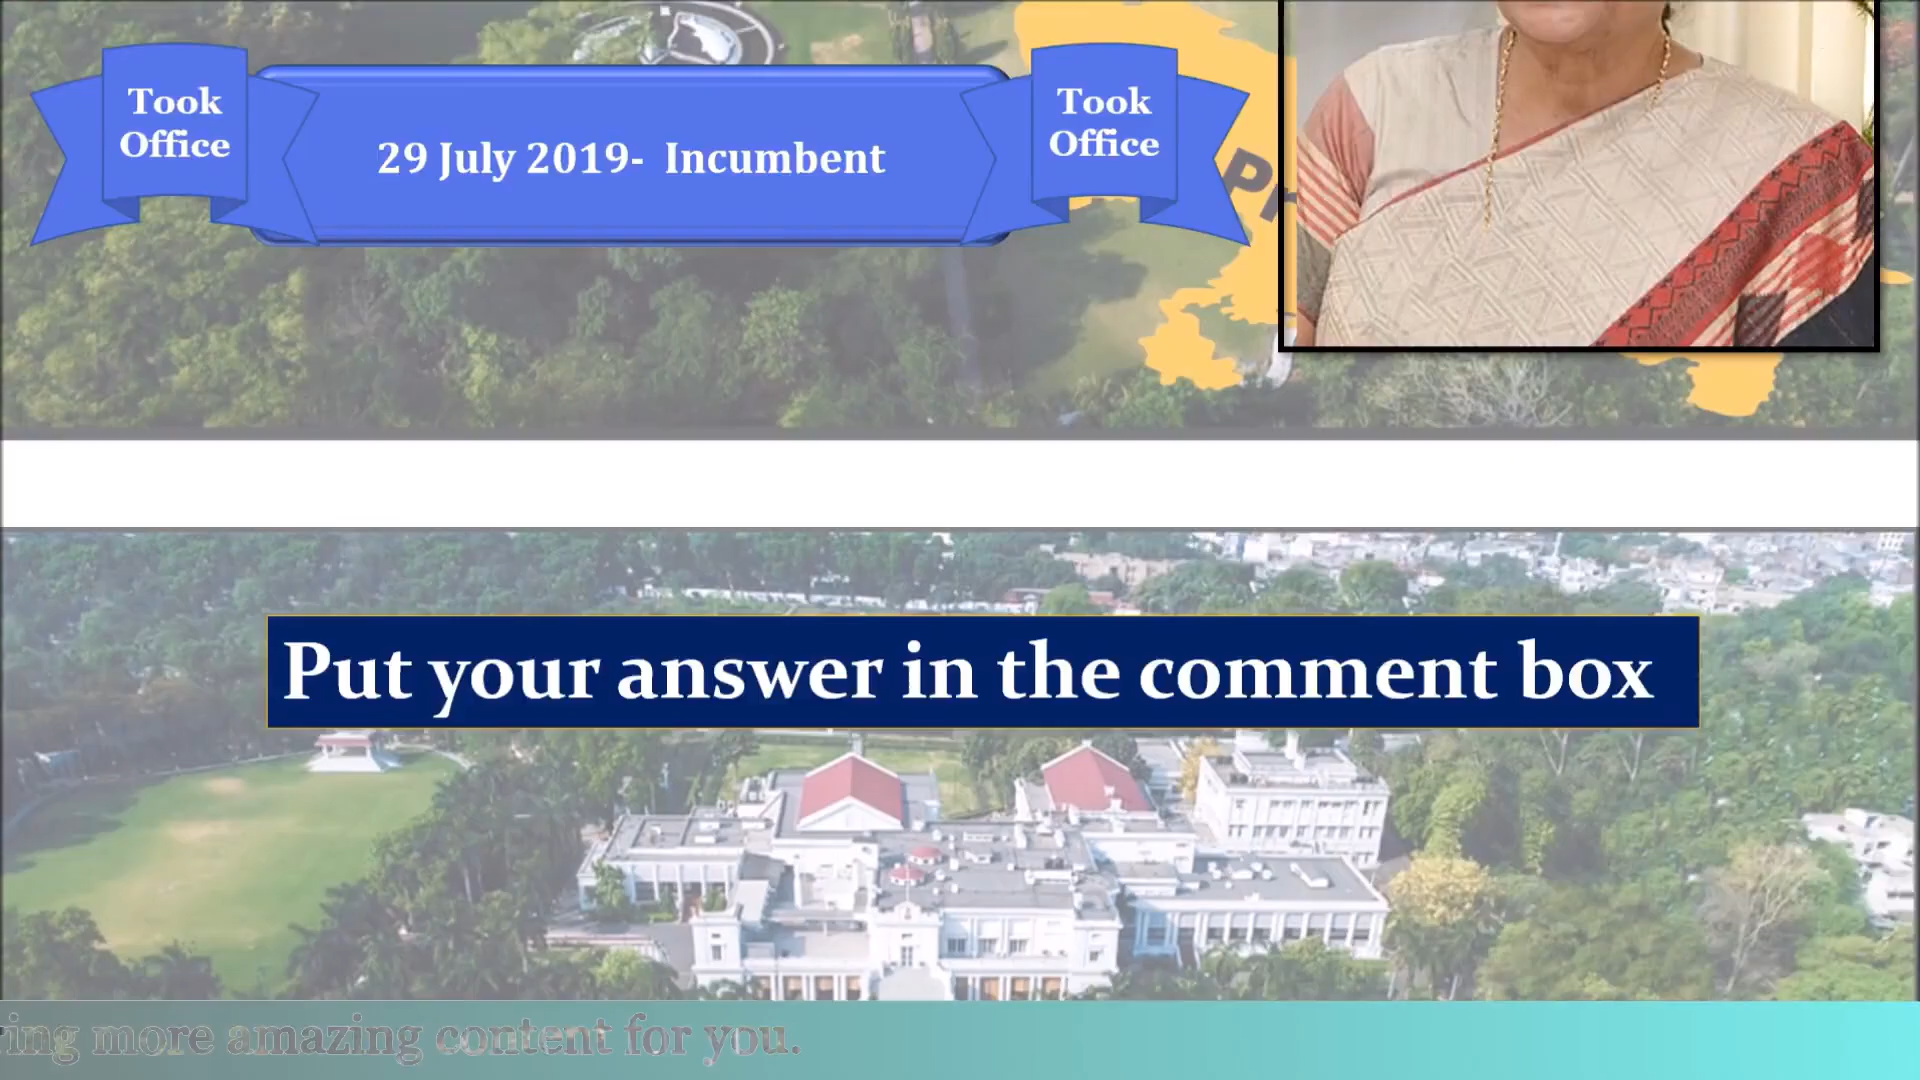 Took
Office
29 July 2019- Incumbent
Took
Office
Put your answer in the comment box
more amazing content for you.